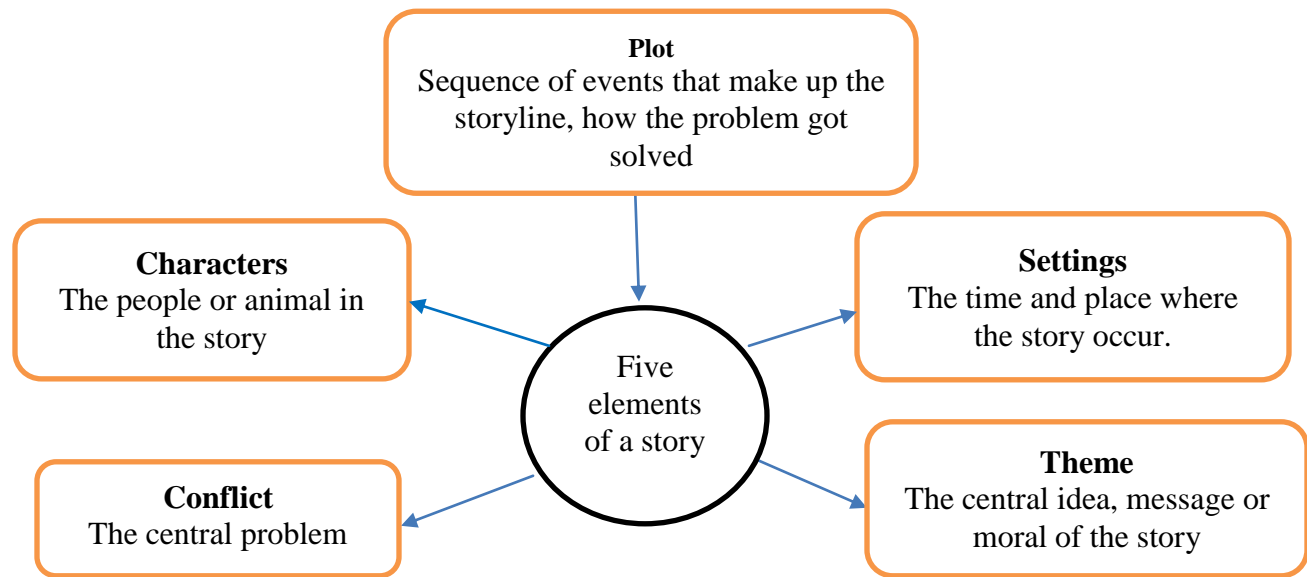 Plot
Sequence of events that make up the
storyline, how the problem got
solved
Characters
The people or animal in
the story
Settings
The time and place where
the story occur.
Five
elements
of a story
Conflict
The central problem
Theme
The central idea, message or
moral of the story